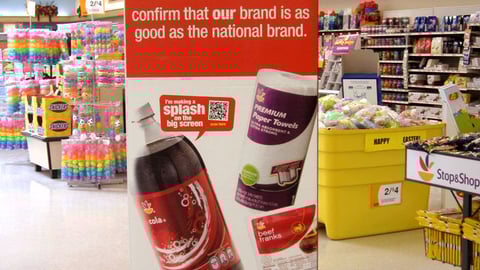 confirm that our brand is as
good as the national brand.
2/$4
I'm making a
splash
on the
big screen
PREMIUM
Paper Towels
cola
beef
franks
HAPPY EASTER!
2/$4
Stop&Shop